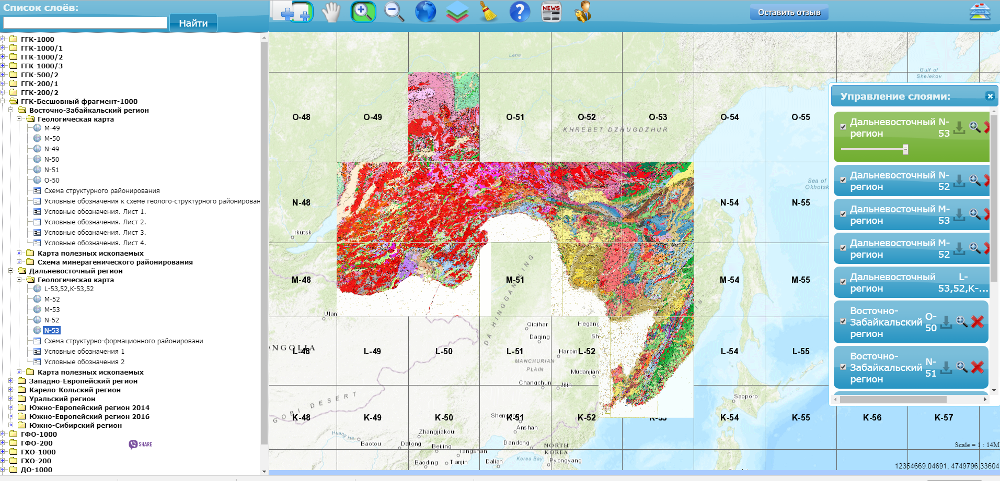 Список слоёв:
Найти
ГГК-1000
ГГК-1000/1
ГГК-1000/2
ГГК-1000/3
ГГК-500/2
ГГК-200/1
ГГК-200/2
ГГК-Бесшовный фрагмент-1000
Восточно-Забайкальский регион
Геологическая карта
M-49
M-50
N-49
N-50
N-51
O-50
Схема структурного районирования
Условные обозначения к схеме геолого-структурного районирован
Условные обозначения. Лист 1.
Условные обозначения. Лист 2.
Условные обозначения. Лист 3.
Условные обозначения. Лист 4.
Карта полезных ископаемых
Схема минерагенического районирования
Дальневосточный регион
Геологическая карта
L-53,52,K-53,52
M-52
M-53
N-52
N-53
Схема структурно-формационного районировани
Условные обозначения 1
Условные обозначения 2
Карта полезных ископаемых
Западно-Европейский регион
Карело-Кольский регион
Уральский регион
Южно-Европейский регион 2014
Южно-Европейский регион 2016
Южно-Сибирский регион
ГФО-1000
ГФО-200
ГХО-1000
ГХО-200
ДО-1000
SHARE
NEWS
Оставить отзыв
Lena
Gulf of
Shelekov
O-48 O-49 O-51 O-52 O-53 O-54 O-55
KHREBET DZHUGDZHUR
Sea of
Okhotsk
N-48 N-54 N-55
Irkutsk
M-48 M-51 M-54 M-55
DA HINGGAN LING
Ulan
Qiqihar
Hegang
Daqing
Sh
NGOLIA
L-48 L-49 L-50 L-51 L-52 L-54 L-55
Harbin
MANCHURIAN
PLAIN
Mudanjian
Changchun
Jilin
GOBI DESERT
Sapporo
K-48 K-49 K-50 K-51 K-52 K-53 K-54 K-55 K-56 K-57
Shenyang
Anshan
Zhangjiakou
Huang He
Baotou
Datong
Beijing
Dandong
NORTH
KOREA
Tangshan
Baoding
Tianjin
Dalian
Korea Bay
Pyongyang
Scale = 1 : 14M
12354669.04691, 4749796.33604
Управление слоями:
Дальневосточный N-
регион 53
Дальневосточный N-
регион 52
Дальневосточный M-
регион 53
Дальневосточный M-
регион 52
Дальневосточный L-
регион 53,52,K-...
Восточно-
Забайкальский O-
регион 50
Восточно-
Забайкальский N-
регион 51